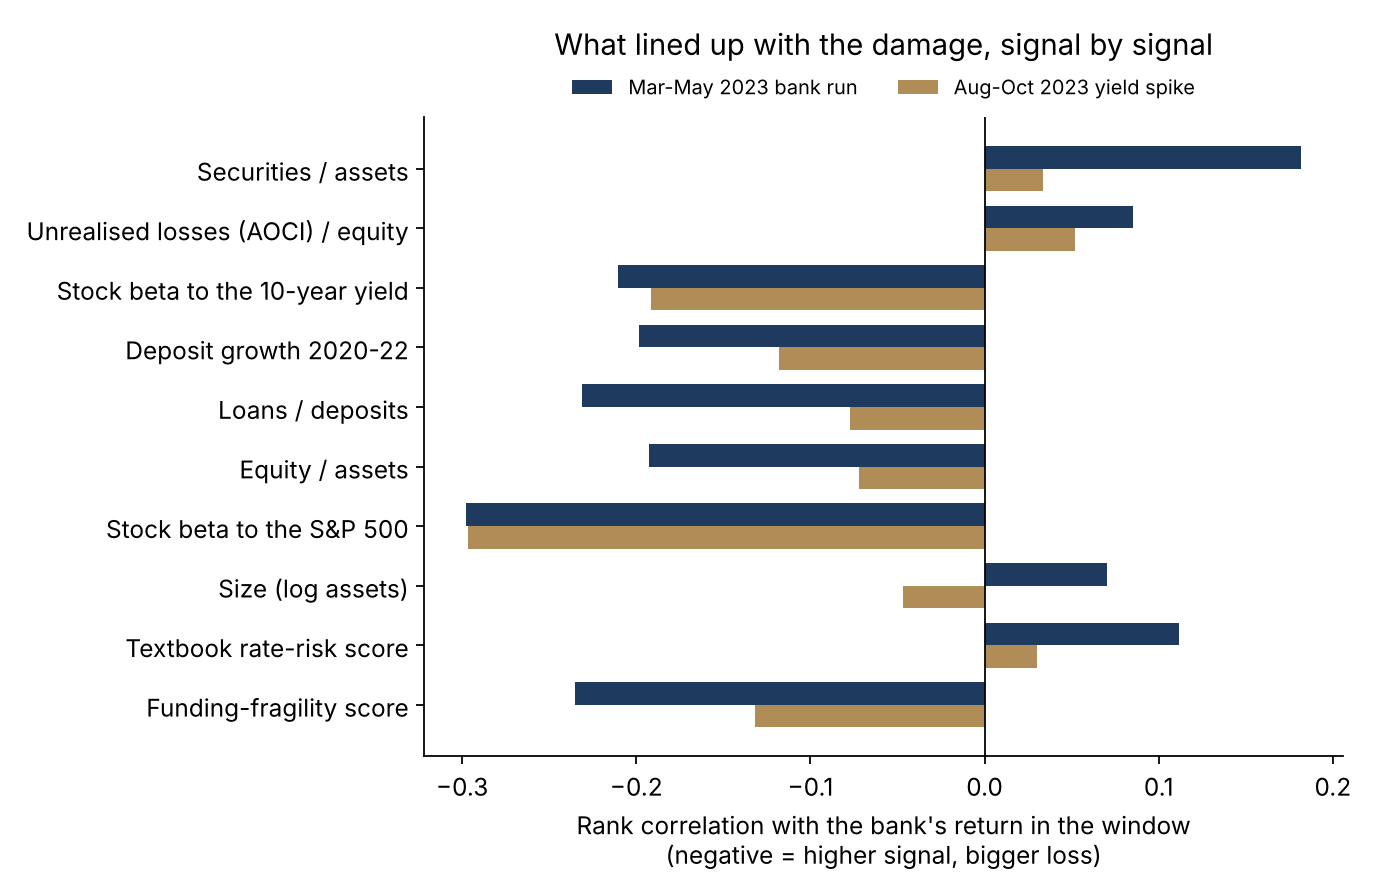 What lined up with the damage, signal by signal
Mar-May 2023 bank run
Aug-Oct 2023 yield spike
Securities / assets
Unrealised losses (AOCI) / equity
Stock beta to the 10-year yield
Deposit growth 2020-22
Loans / deposits
Equity / assets
Stock beta to the S&P 500
Size (log assets)
Textbook rate-risk score
Funding-fragility score
−0.3
−0.2
−0.1
0.0
0.1
0.2
Rank correlation with the bank's return in the window
(negative = higher signal, bigger loss)